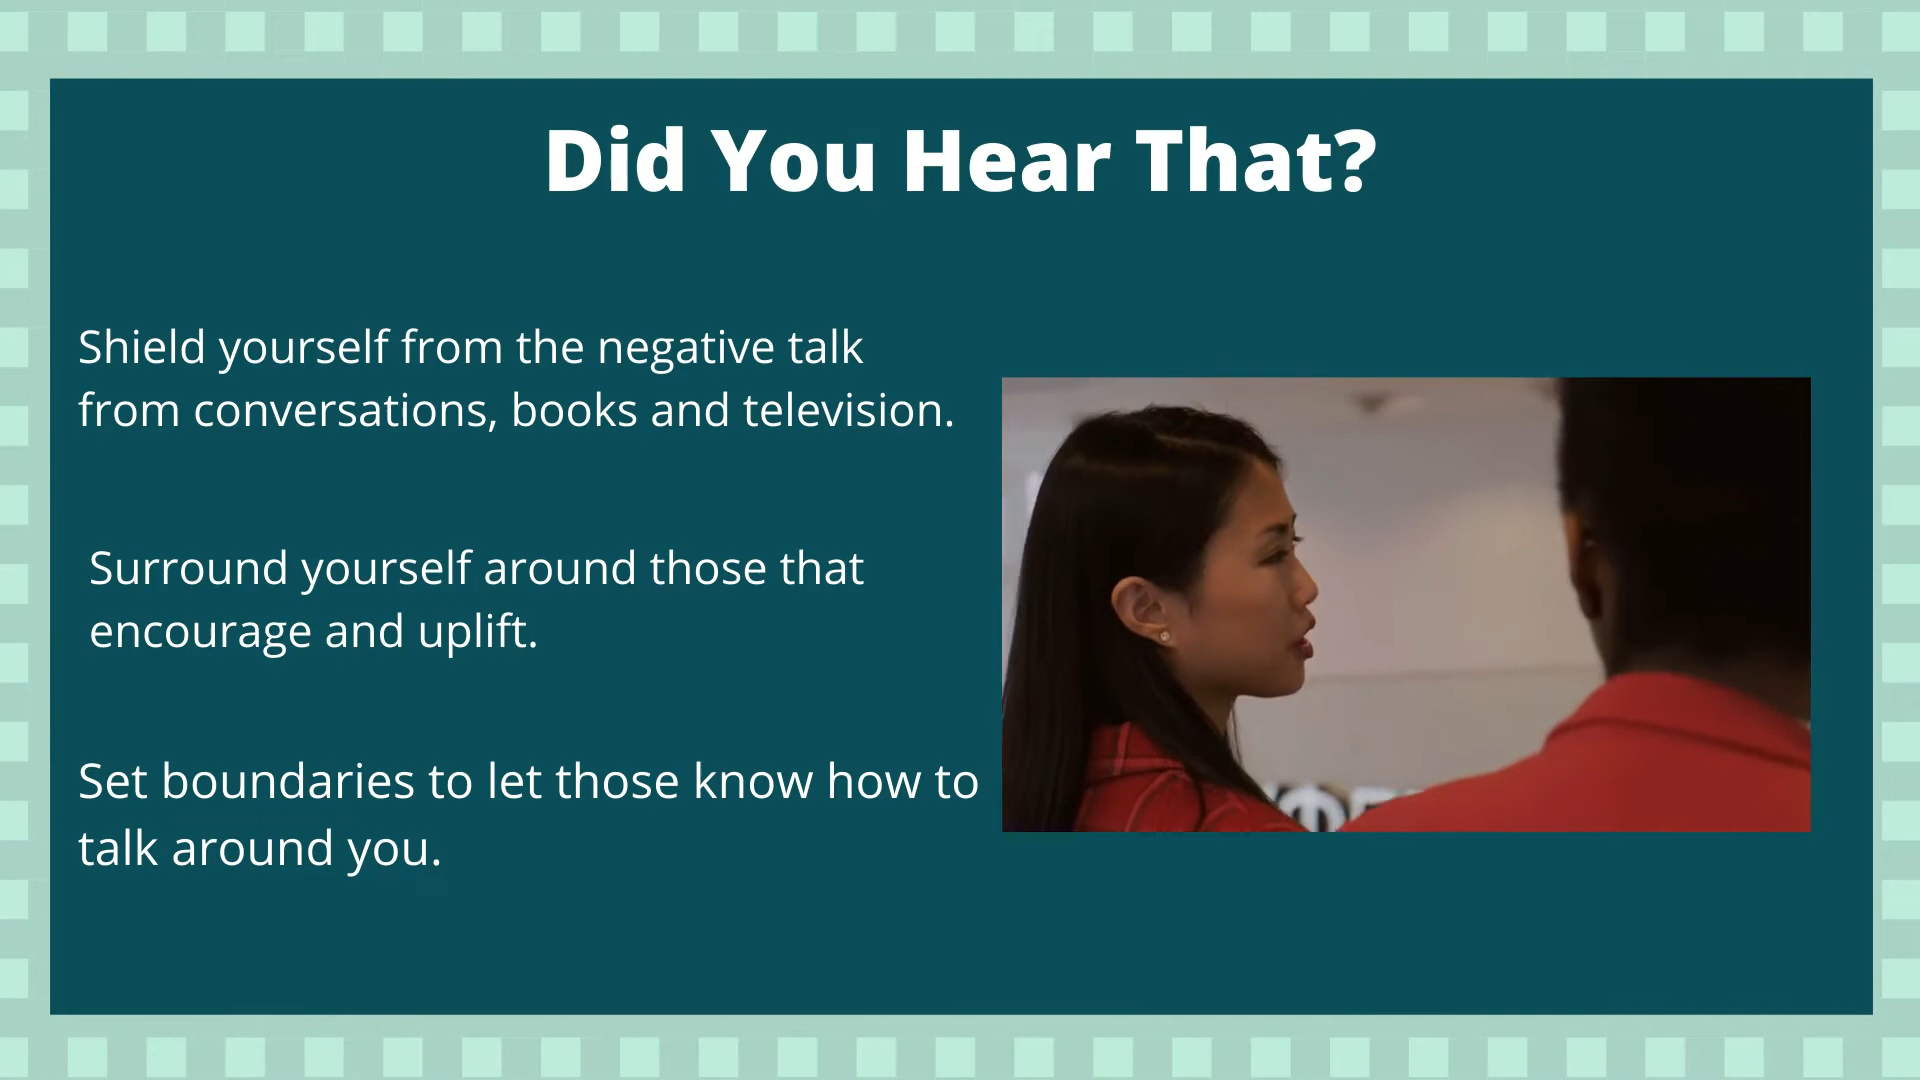 Did You Hear That?
Shield yourself from the negative talk
from conversations, books and television.
Surround yourself around those that
encourage and uplift.
Set boundaries to let those know how to
talk around you.